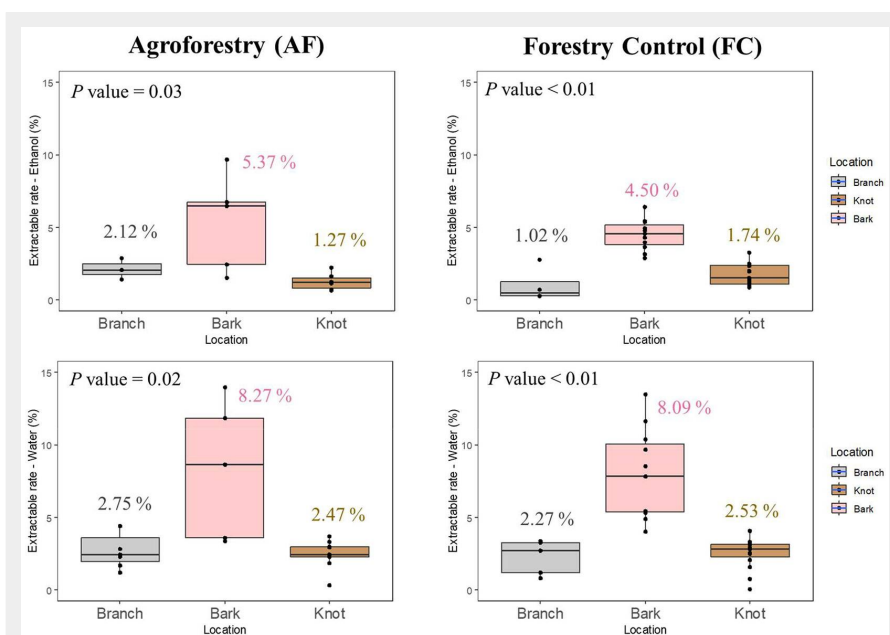 Agroforestry (AF)
Forestry Control (FC)
P value = 0.03
Extractable rate - Ethanol (%)
15
10
5
0
5.37 %
2.12 %
1.27 %
Branch
Bark
Knot
Location
P value < 0.01
Extractable rate - Ethanol (%)
15
10
5
0
4.50 %
1.02 %
1.74 %
Branch
Bark
Knot
Location
Location
Branch
Knot
Bark
P value = 0.02
Extractable rate - Water (%)
15
10
5
0
8.27 %
2.75 %
2.47 %
Branch
Bark
Knot
Location
P value < 0.01
Extractable rate - Water (%)
15
10
5
0
8.09 %
2.27 %
2.53 %
Branch
Bark
Knot
Location
Location
Branch
Knot
Bark